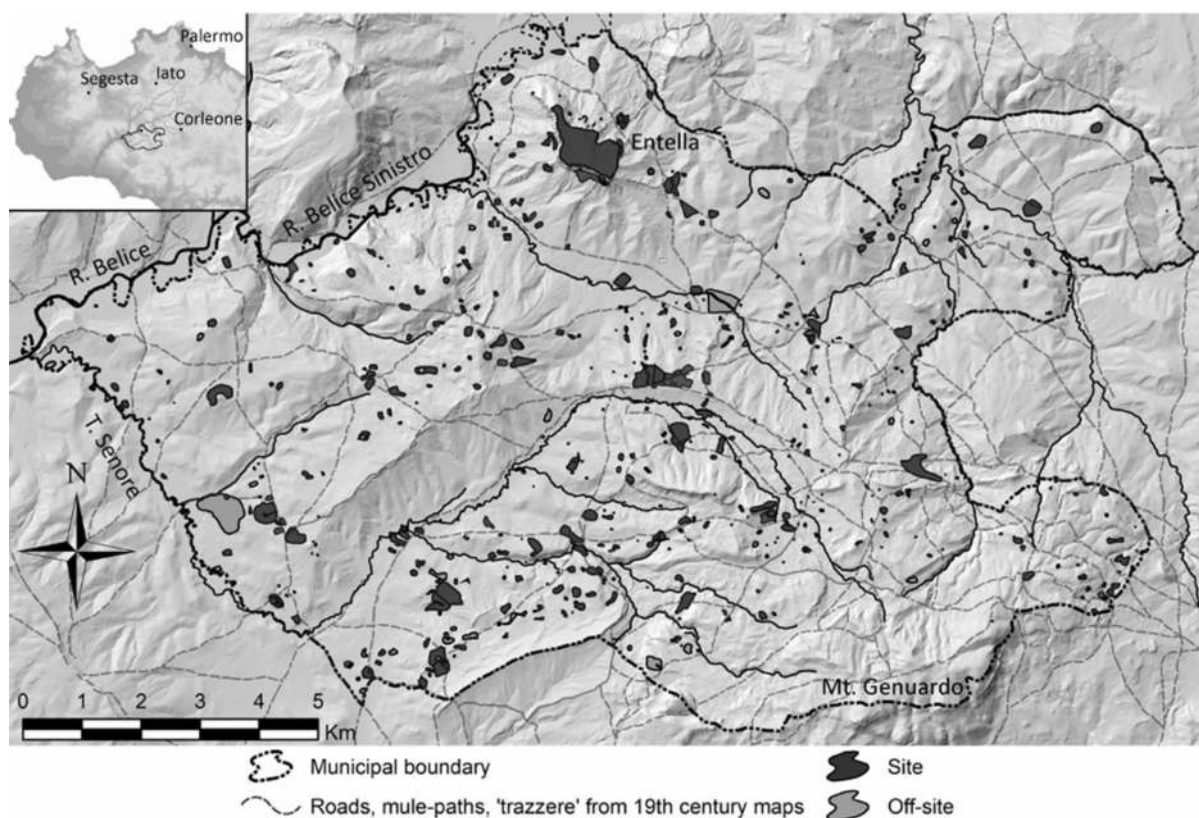 Palermo
Segesta
Iato
Corleone
Entella
R. Belice Sinistro
R. Belice
T. Senore
N
Mt. Genuardo
0 1 2 3 4 5
Km
Municipal boundary
Site
Roads, mule-paths, 'trazzere' from 19th century maps
Off-site